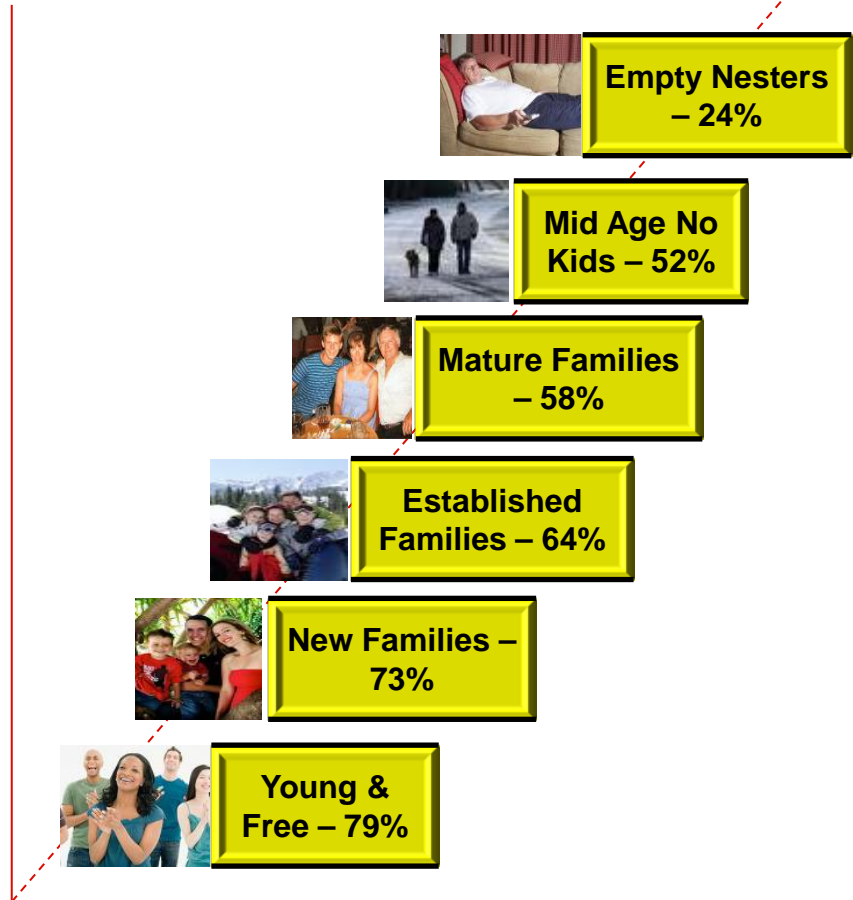 Empty Nesters
– 24%
Mid Age No
Kids – 52%
Mature Families
– 58%
Established
Families – 64%
New Families –
73%
Young &
Free – 79%